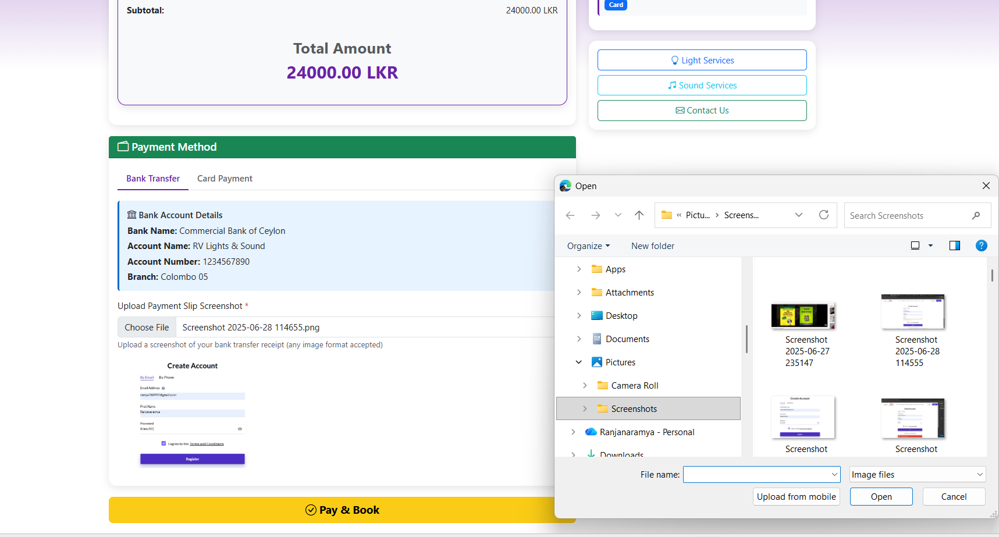 Subtotal: 24000.00 LKR
Total Amount
24000.00 LKR
Card
Light Services
Sound Services
Contact Us
Payment Method
Bank Transfer Card Payment
Bank Account Details
Bank Name: Commercial Bank of Ceylon
Account Name: RV Lights & Sound
Account Number: 1234567890
Branch: Colombo 05
Upload Payment Slip Screenshot *
Choose File Screenshot 2025-06-28 114655.png
Upload a screenshot of your bank transfer receipt (any image format accepted)
Create Account
By Email By Phone
Email Address
ramya760992@gmail.com
First Name
Ranjanaramya
Password
I agree to the Terms and Conditions
Register
Pay & Book
Open
« Pictu... › Screens...
Search Screenshots
Organize New folder
Apps
Attachments
Desktop
Documents
Pictures
Camera Roll
Screenshots
Ranjanaramya - Personal
Downloads
Screenshot
2025-06-27
235147
Screenshot
2025-06-28
114555
Create Account
Screenshot
Screenshot
File name:
Image files
Upload from mobile
Open
Cancel